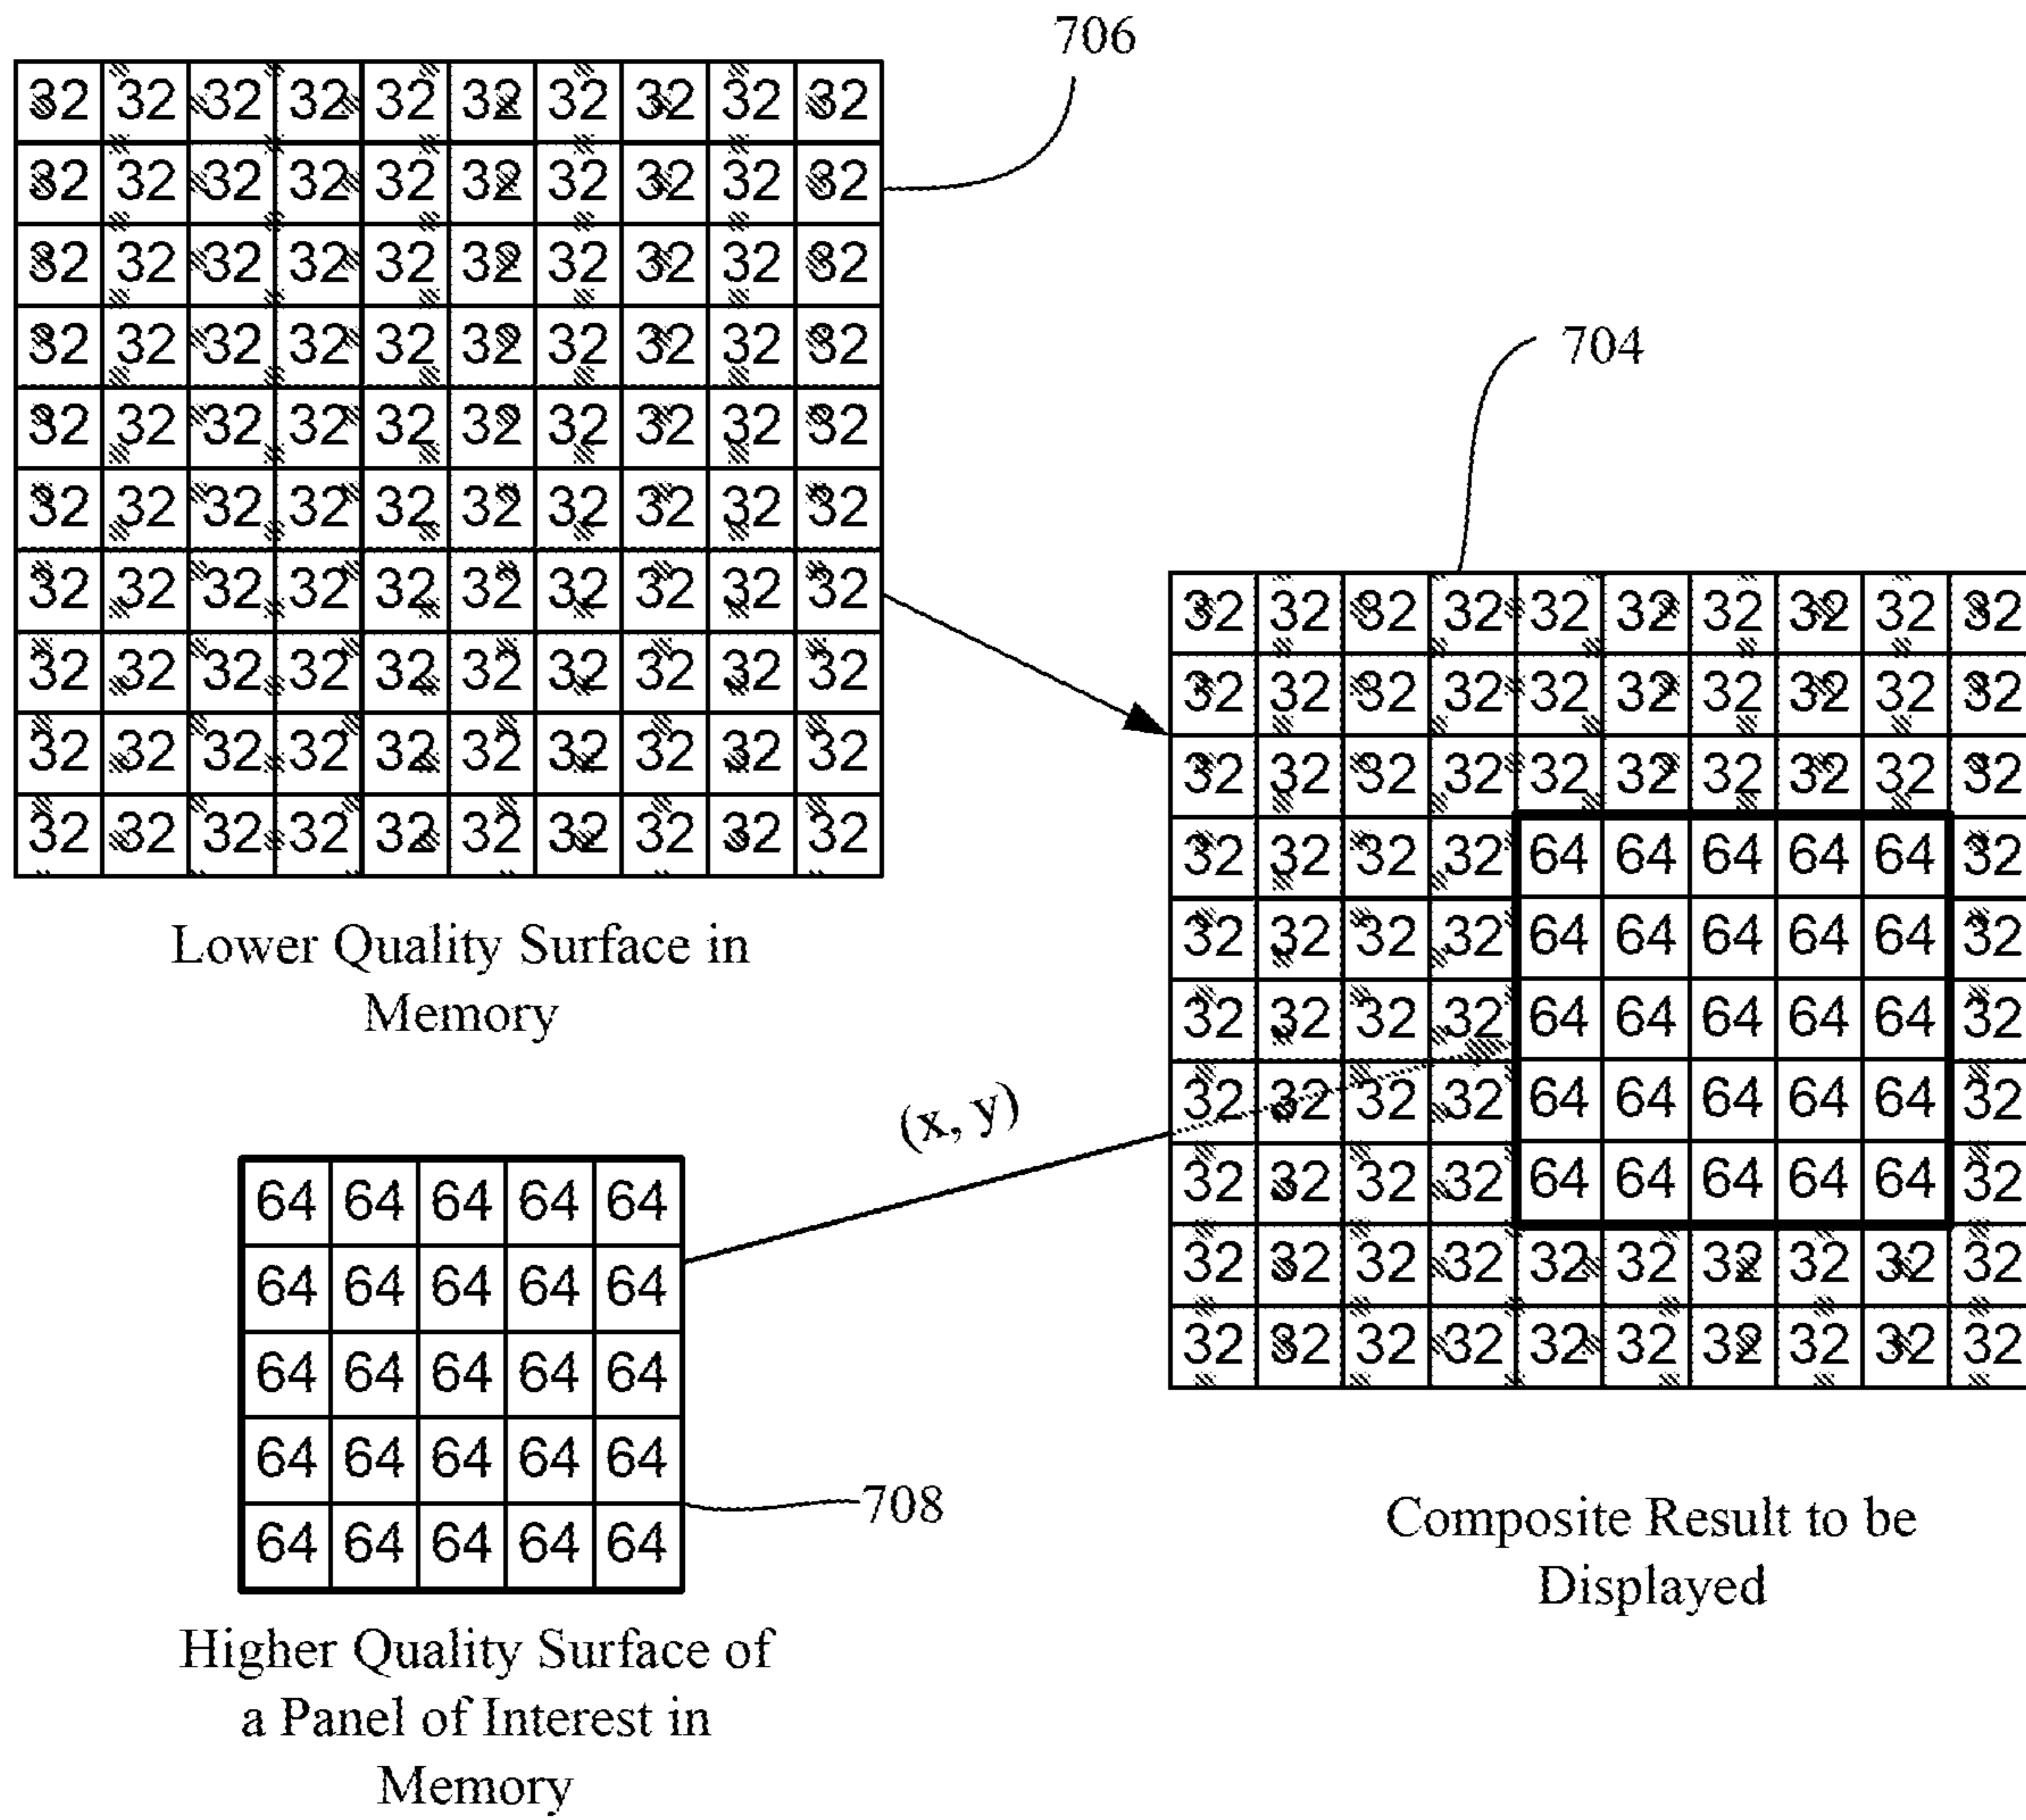 706
32 32 32 32 32 32 32 32 32 32
32 32 32 32 32 32 32 32 32 32
32 32 32 32 32 32 32 32 32 32
32 32 32 32 32 32 32 32 32 32
32 32 32 32 32 32 32 32 32 32
32 32 32 32 32 32 32 32 32 32
32 32 32 32 32 32 32 32 32 32
32 32 32 32 32 32 32 32 32 32
32 32 32 32 32 32 32 32 32 32
32 32 32 32 32 32 32 32 32 32
Lower Quality Surface in
Memory
704
32 32 32 32 32 32 32 32 32 32
32 32 32 32 32 32 32 32 32 32
32 32 32 32 32 32 32 32 32 32
32 32 32 32 64 64 64 64 64 32
32 32 32 32 64 64 64 64 64 32
32 32 32 32 64 64 64 64 64 32
32 32 32 32 64 64 64 64 64 32
32 32 32 32 64 64 64 64 64 32
32 32 32 32 32 32 32 32 32 32
32 32 32 32 32 32 32 32 32 32
Composite Result to be
Displayed
(x, y)
64 64 64 64 64
64 64 64 64 64
64 64 64 64 64
64 64 64 64 64
64 64 64 64 64
708
Higher Quality Surface of
a Panel of Interest in
Memory